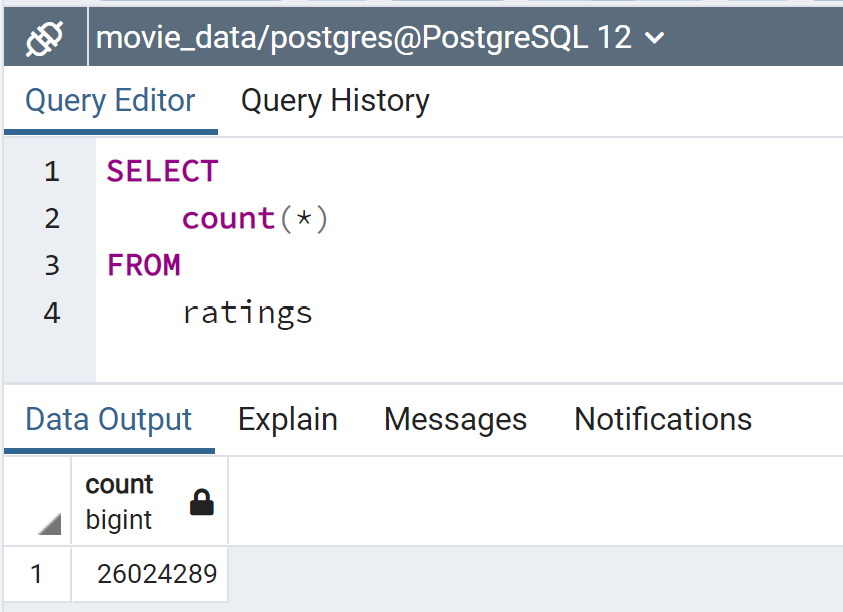 movie_data/postgres@PostgreSQL 12
Query Editor Query History
1 SELECT
2 count(*)
3 FROM
4 ratings
Data Output Explain Messages Notifications
count
bigint
1 26024289